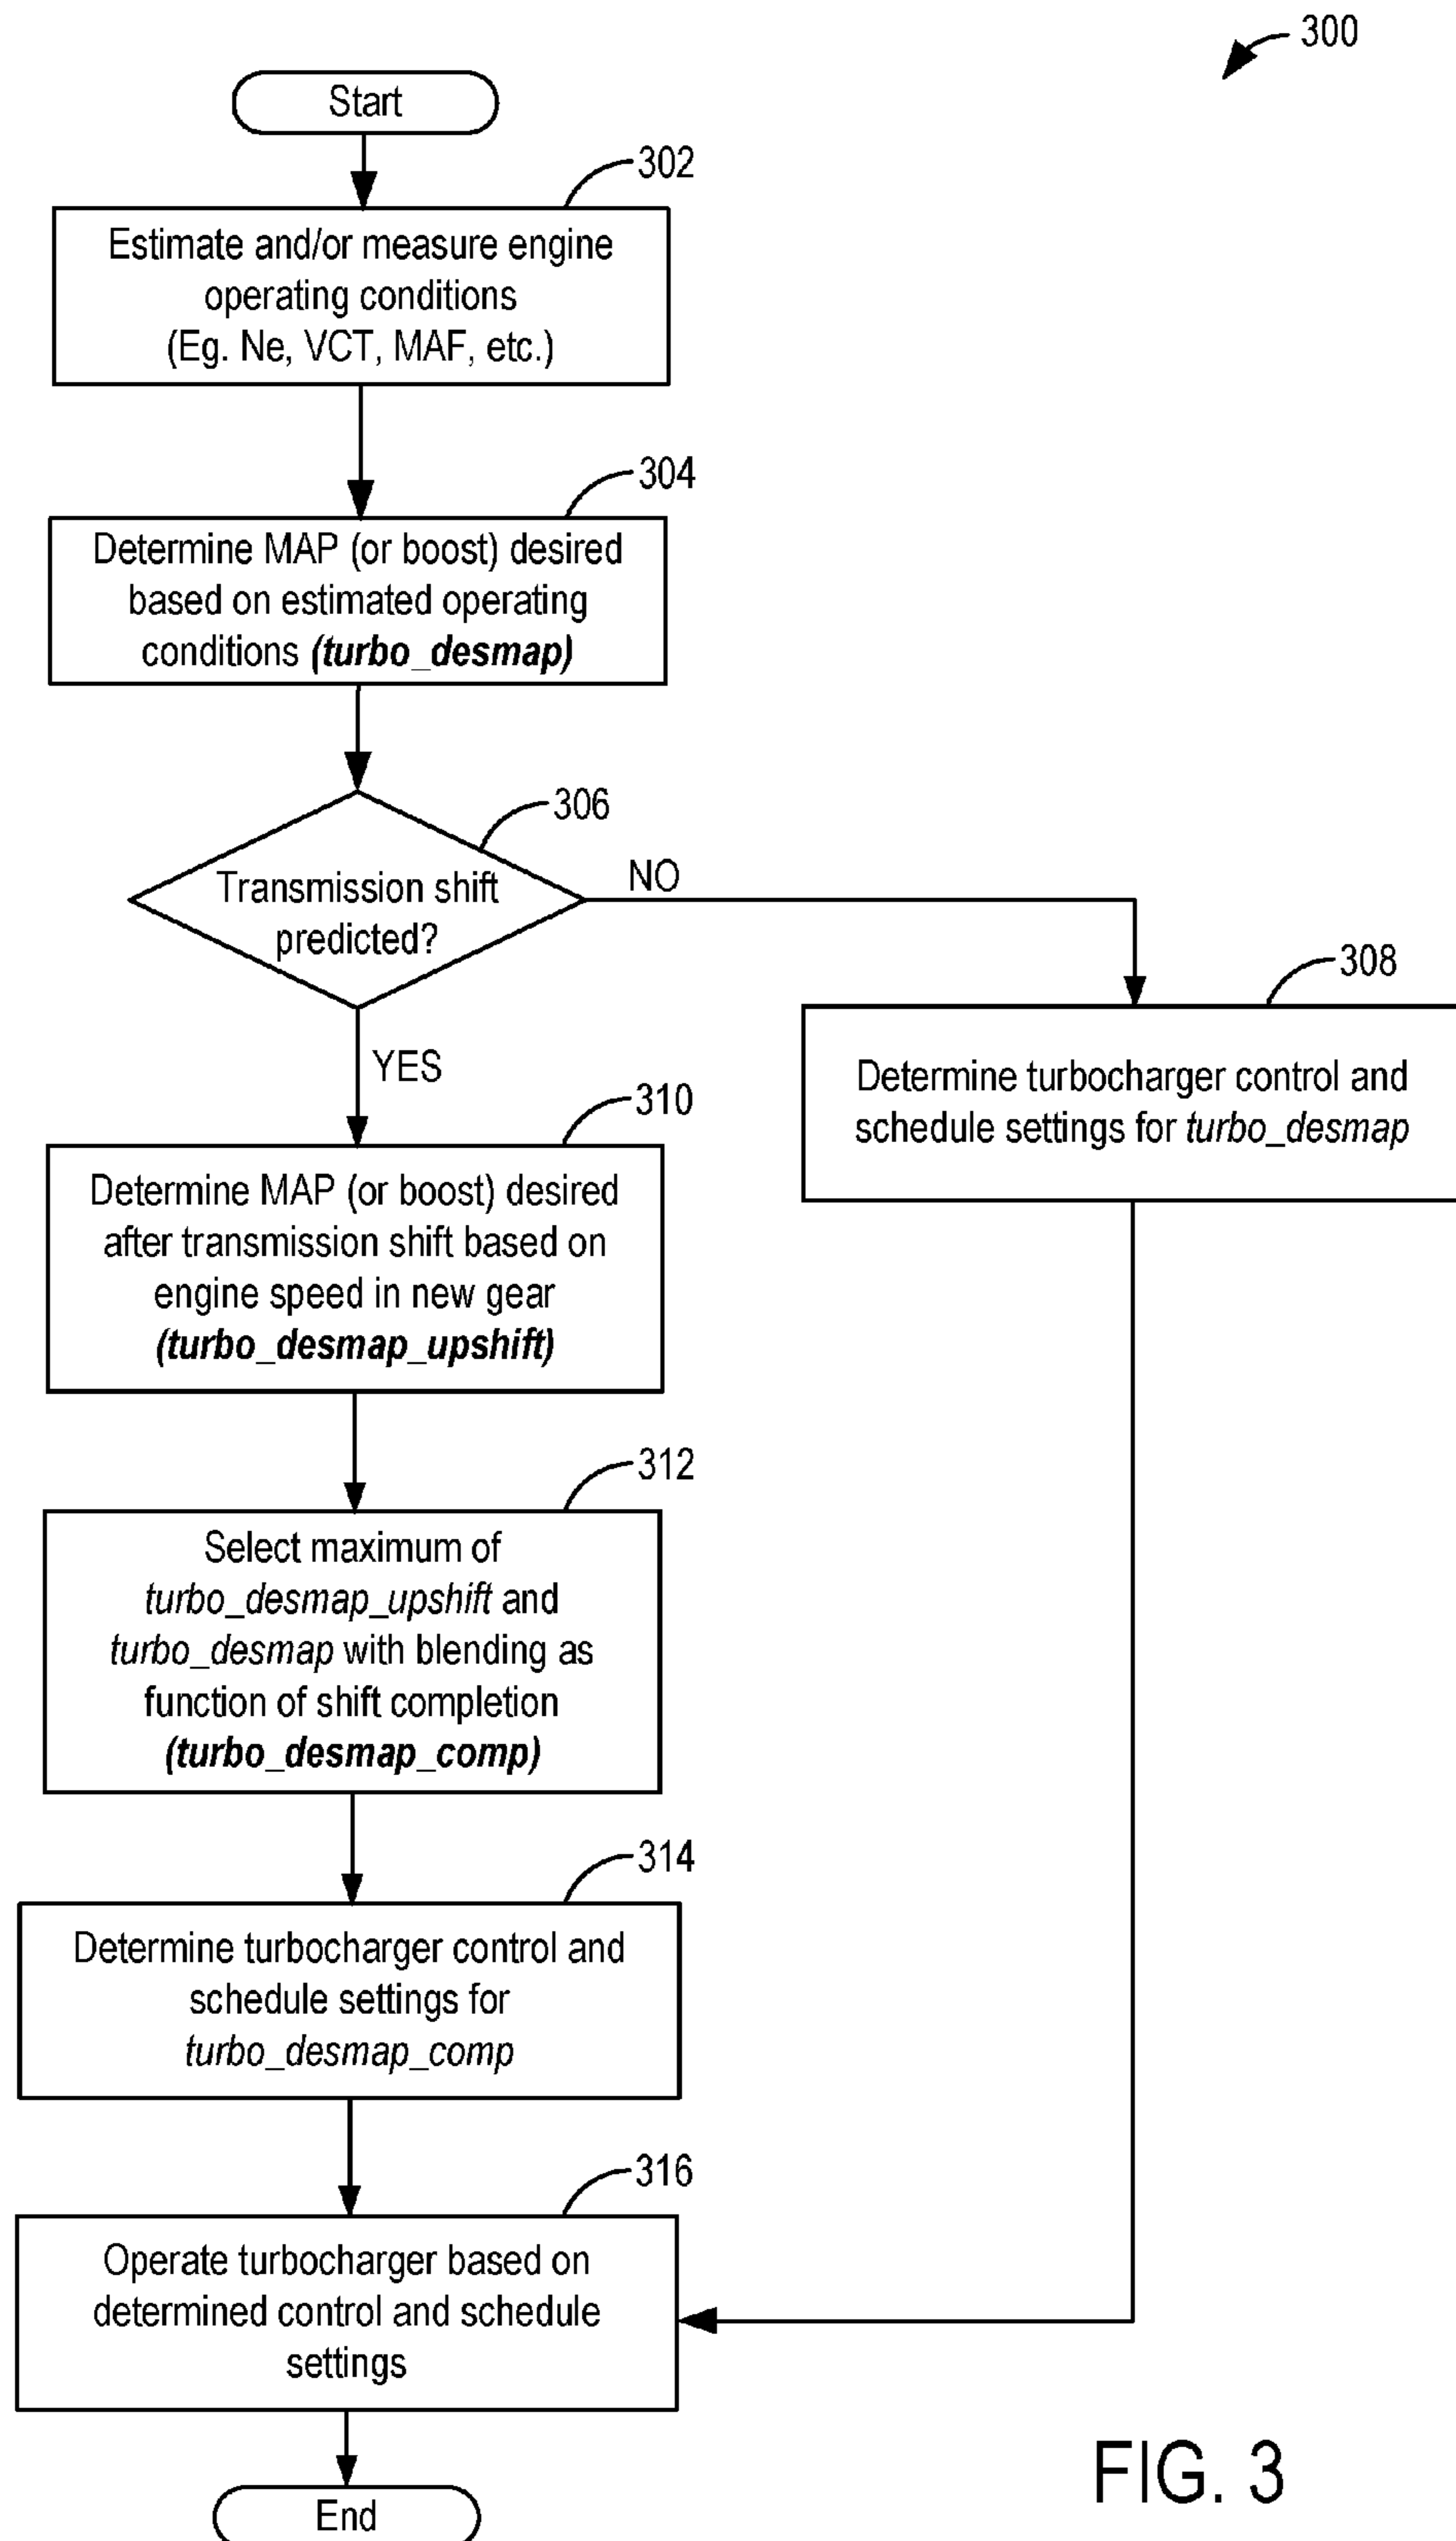 300
Start
302
Estimate and/or measure engine
operating conditions
(Eg. Ne, VCT, MAF, etc.)
304
Determine MAP (or boost) desired
based on estimated operating
conditions (turbo_desmap)
306
Transmission shift
predicted?
NO
308
Determine turbocharger control and
schedule settings for turbo_desmap
YES
310
Determine MAP (or boost) desired
after transmission shift based on
engine speed in new gear
(turbo_desmap_upshift)
312
Select maximum of
turbo_desmap_upshift and
turbo_desmap with blending as
function of shift completion
(turbo_desmap_comp)
314
Determine turbocharger control and
schedule settings for
turbo_desmap_comp
316
Operate turbocharger based on
determined control and schedule
settings
End
FIG. 3